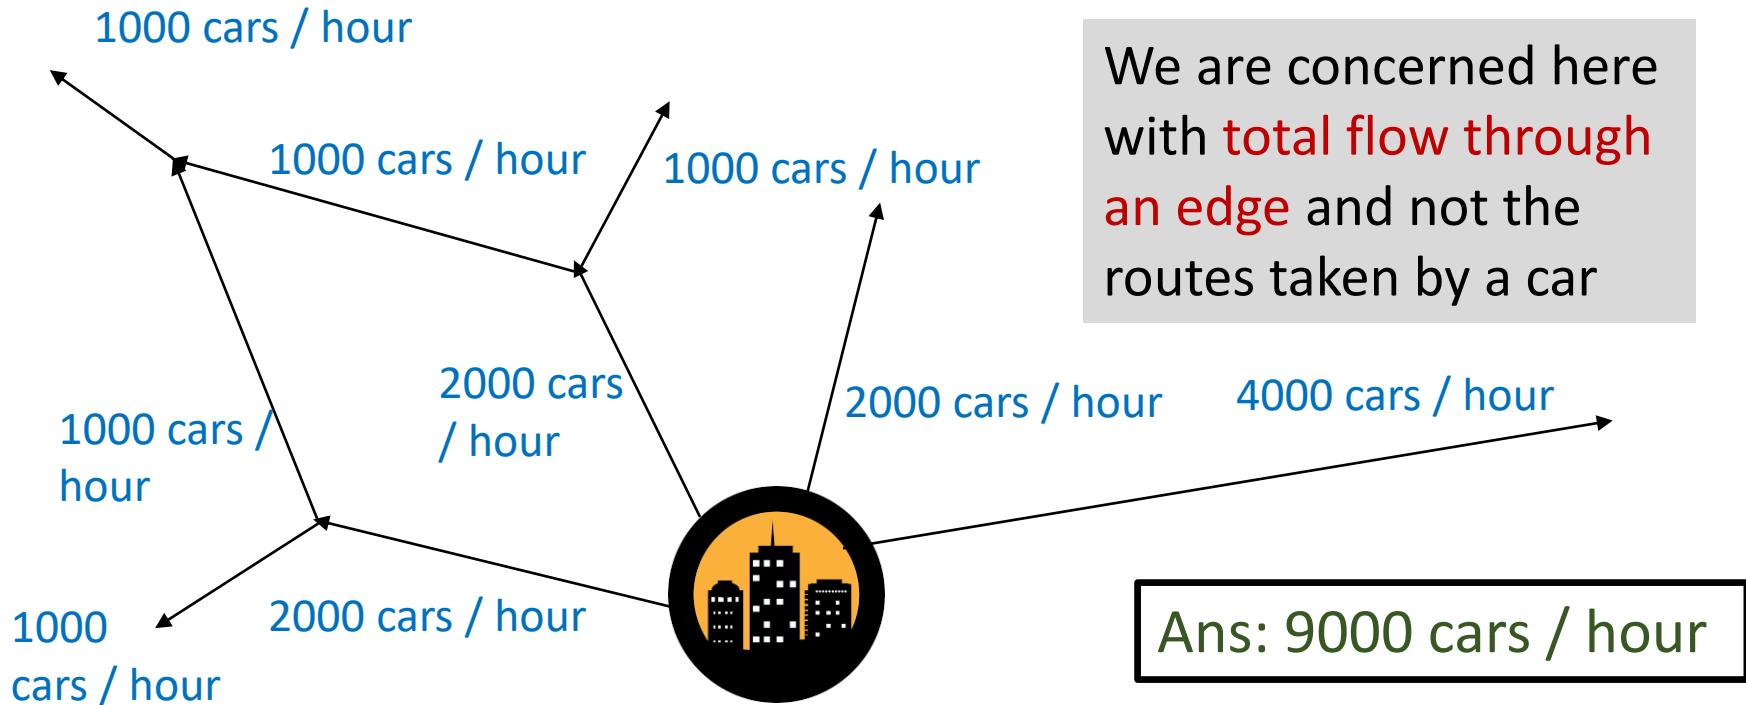 1000 cars / hour
We are concerned here
with total flow through
an edge and not the
routes taken by a car
1000 cars / hour
1000 cars / hour
2000 cars
/ hour
2000 cars / hour
4000 cars / hour
1000 cars /
hour
2000 cars / hour
1000
cars / hour
Ans: 9000 cars / hour